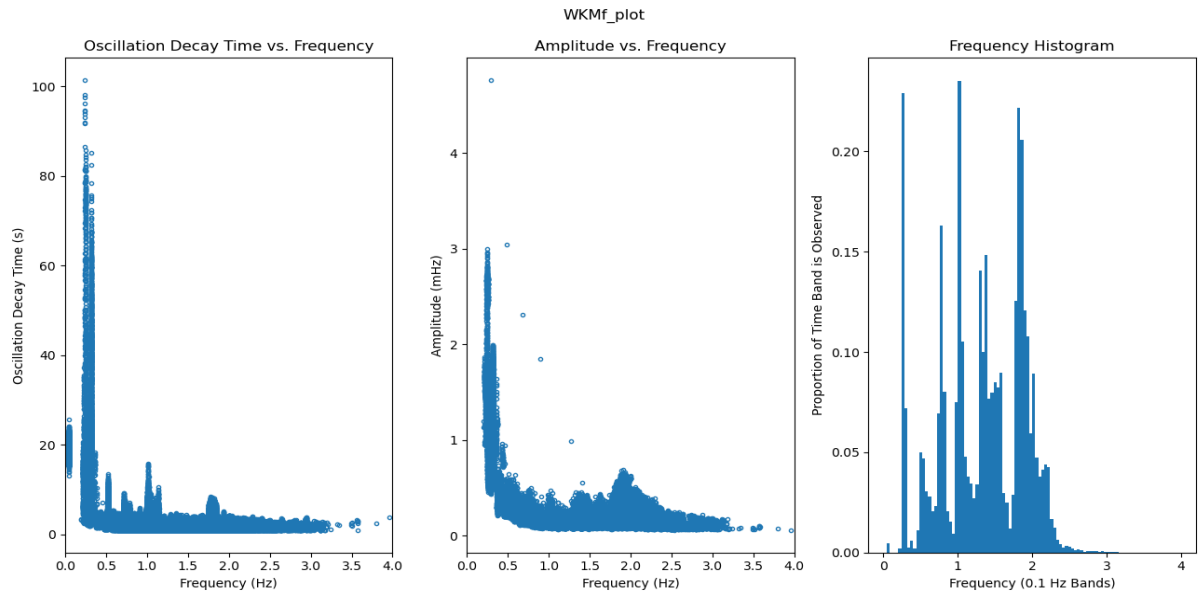 WKMf_plot
Oscillation Decay Time vs. Frequency
Oscillation Decay Time (s)
100
80
60
40
20
0
0.0 0.5 1.0 1.5 2.0 2.5 3.0 3.5 4.0
Frequency (Hz)
Amplitude vs. Frequency
Amplitude (mHz)
4
3
2
1
0
0.0 0.5 1.0 1.5 2.0 2.5 3.0 3.5 4.0
Frequency (Hz)
Frequency Histogram
Proportion of Time Band is Observed
0.20
0.15
0.10
0.05
0.00
0 1 2 3 4
Frequency (0.1 Hz Bands)